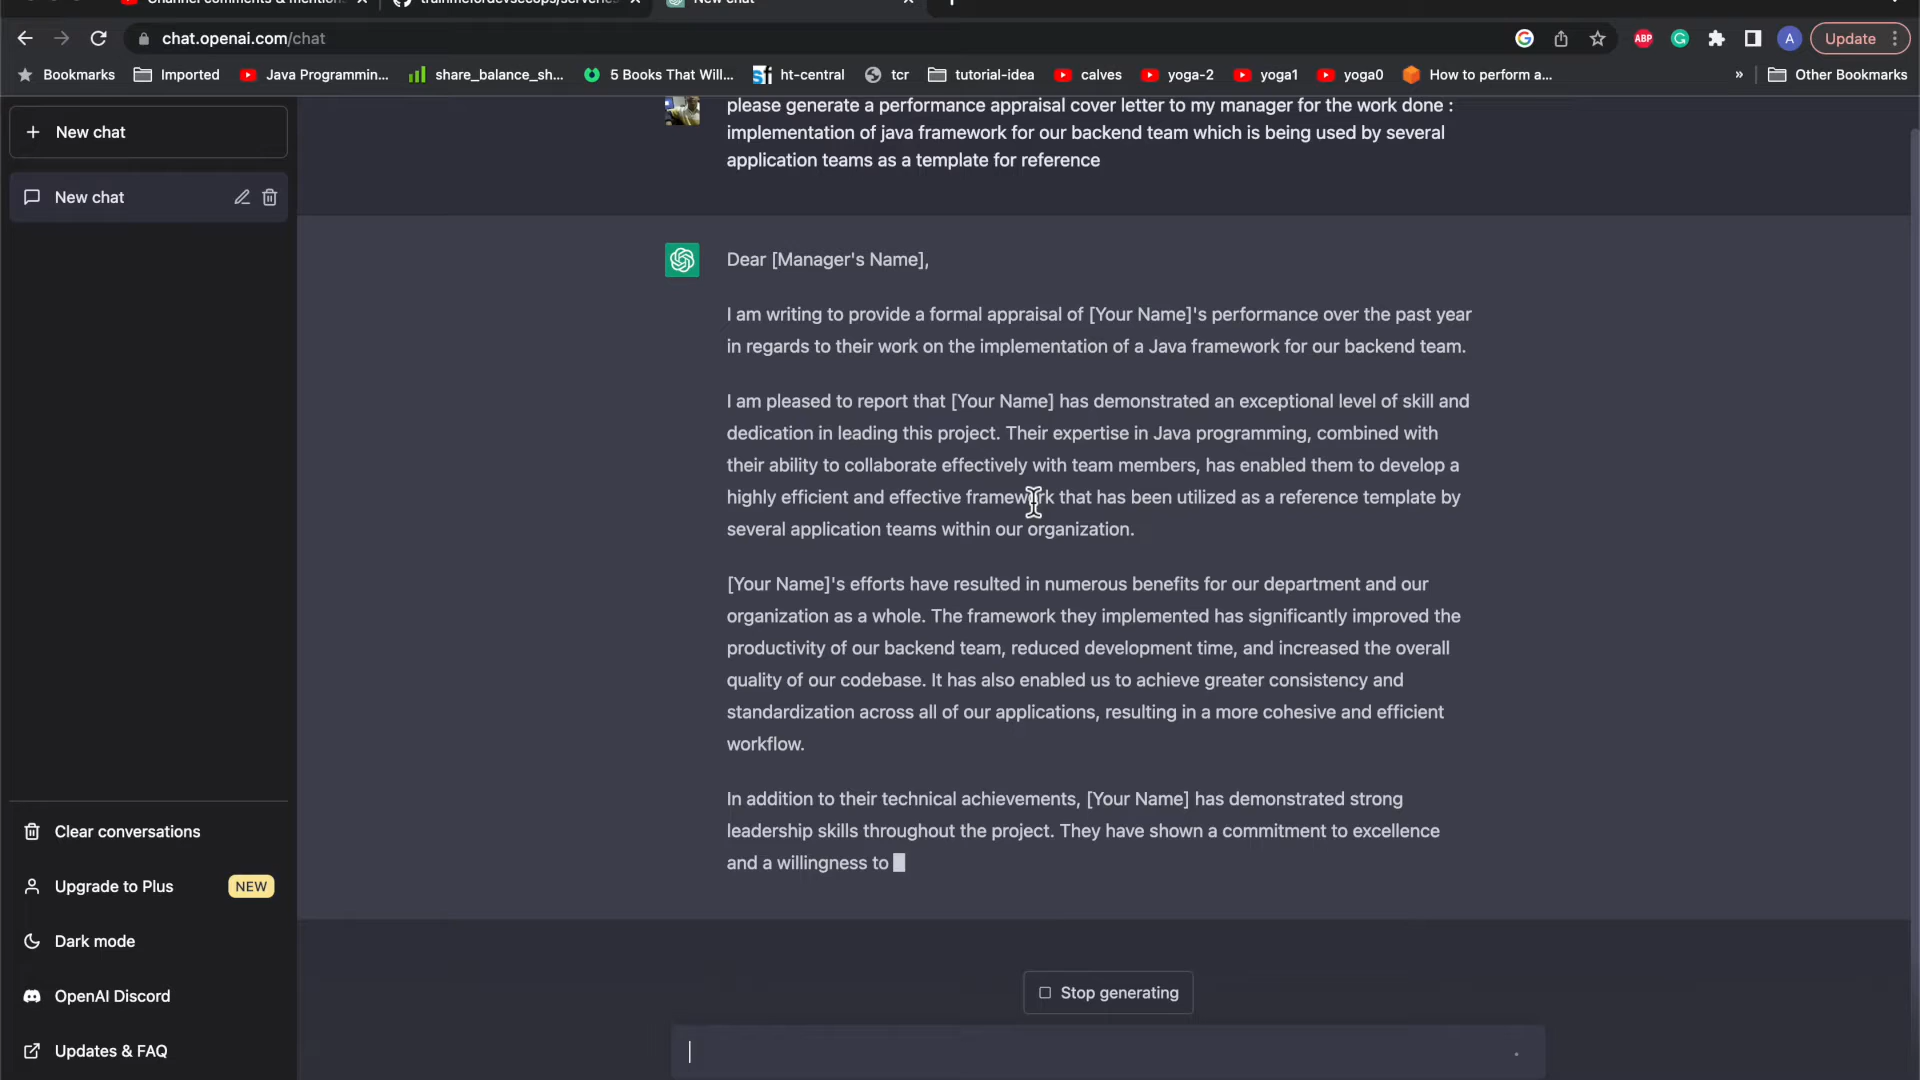 Channel comments & mention
trainmefordevsecops/serverles
New chat
chat.openai.com/chat
ABP
A
Update
Bookmarks
Imported
Java Programmin...
share_balance_sh...
5 Books That Will...
ht-central
tcr
tutorial-idea
calves
yoga-2
yoga1
yoga0
How to perform a...
»
Other Bookmarks
New chat
New chat
please generate a performance appraisal cover letter to my manager for the work done :
implementation of java framework for our backend team which is being used by several
application teams as a template for reference
Dear [Manager's Name],
I am writing to provide a formal appraisal of [Your Name]'s performance over the past year
in regards to their work on the implementation of a Java framework for our backend team.
I am pleased to report that [Your Name] has demonstrated an exceptional level of skill and
dedication in leading this project. Their expertise in Java programming, combined with
their ability to collaborate effectively with team members, has enabled them to develop a
highly efficient and effective framework that has been utilized as a reference template by
several application teams within our organization.
[Your Name]'s efforts have resulted in numerous benefits for our department and our
organization as a whole. The framework they implemented has significantly improved the
productivity of our backend team, reduced development time, and increased the overall
quality of our codebase. It has also enabled us to achieve greater consistency and
standardization across all of our applications, resulting in a more cohesive and efficient
workflow.
In addition to their technical achievements, [Your Name] has demonstrated strong
leadership skills throughout the project. They have shown a commitment to excellence
and a willingness to
Clear conversations
Upgrade to Plus
NEW
Dark mode
OpenAI Discord
Updates & FAQ
Stop generating